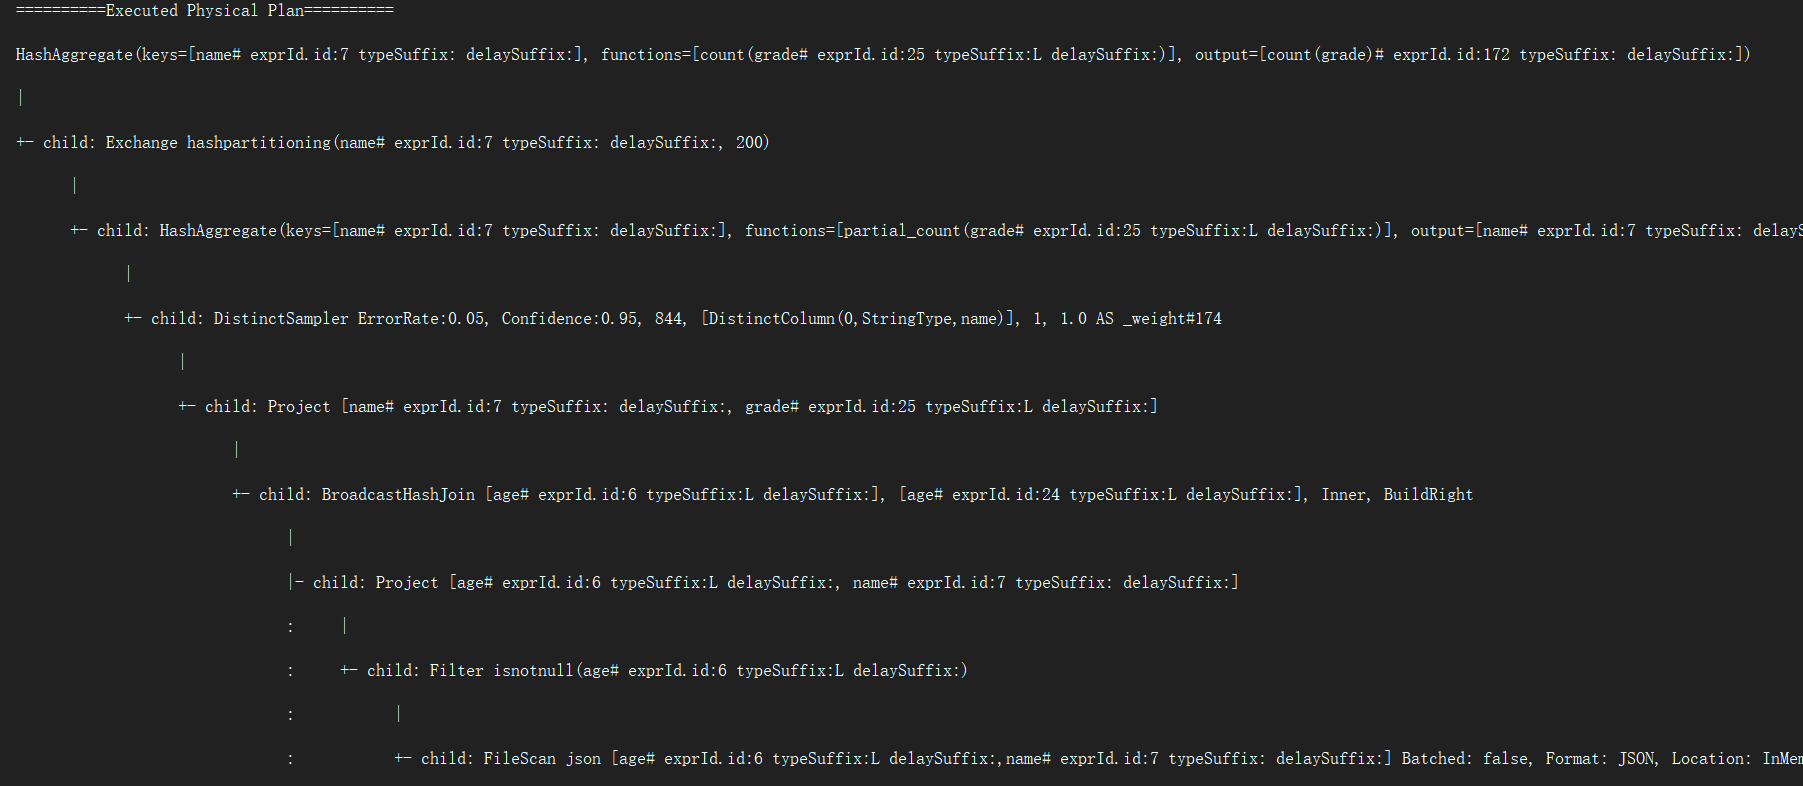 ==========Executed Physical Plan==========
HashAggregate(keys=[name# exprId.id:7 typeSuffix: delaySuffix:], functions=[count(grade# exprId.id:25 typeSuffix:L delaySuffix:)], output=[count(grade)# exprId.id:172 typeSuffix: delaySuffix:])
|
+- child: Exchange hashpartitioning(name# exprId.id:7 typeSuffix: delaySuffix:, 200)
|
+- child: HashAggregate(keys=[name# exprId.id:7 typeSuffix: delaySuffix:], functions=[partial_count(grade# exprId.id:25 typeSuffix:L delaySuffix:)], output=[name# exprId.id:7 typeSuffix:
|
+- child: DistinctSampler ErrorRate:0.05, Confidence:0.95, 844, [DistinctColumn(0,StringType,name)], 1, 1.0 AS _weight#174
|
+- child: Project [name# exprId.id:7 typeSuffix: delaySuffix:, grade# exprId.id:25 typeSuffix:L delaySuffix:]
|
+- child: BroadcastHashJoin [age# exprId.id:6 typeSuffix:L delaySuffix:], [age# exprId.id:24 typeSuffix:L delaySuffix:], Inner, BuildRight
|
|- child: Project [age# exprId.id:6 typeSuffix:L delaySuffix:, name# exprId.id:7 typeSuffix: delaySuffix:]
: |
: +- child: Filter isnotnull(age# exprId.id:6 typeSuffix:L delaySuffix:)
: |
: +- child: FileScan json [age# exprId.id:6 typeSuffix:L delaySuffix:,name# exprId.id:7 typeSuffix: delaySuffix:] Batched: false, Format: JSON, Location: